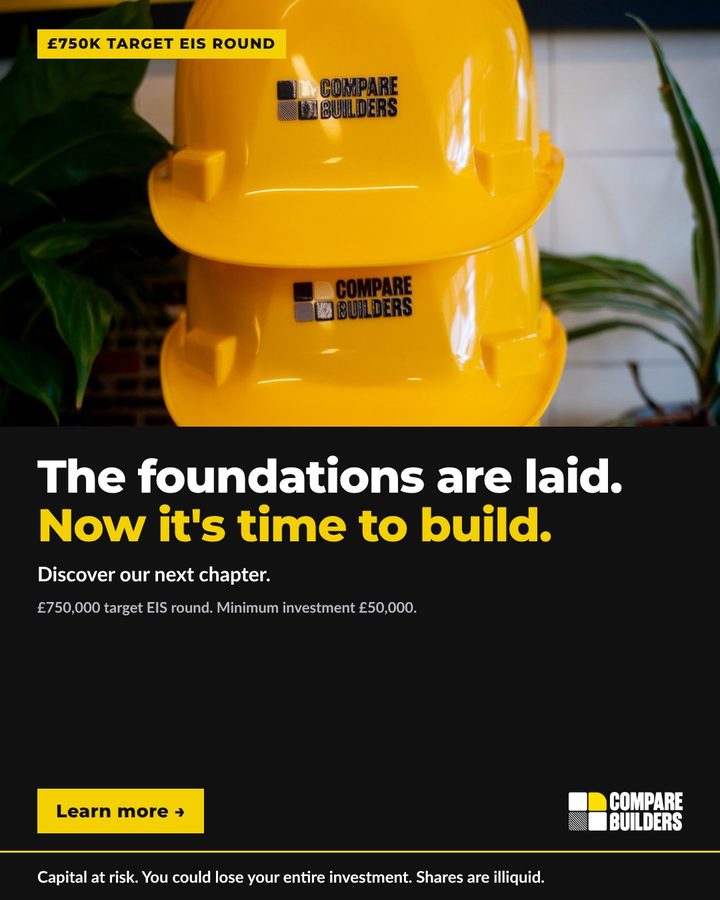 £750K TARGET EIS ROUND
COMPARE
BUILDERS
COMPARE
BUILDERS
The foundations are laid.
Now it's time to build.
Discover our next chapter.
£750,000 target EIS round. Minimum investment £50,000.
Learn more →
COMPARE
BUILDERS
Capital at risk. You could lose your entire investment. Shares are illiquid.